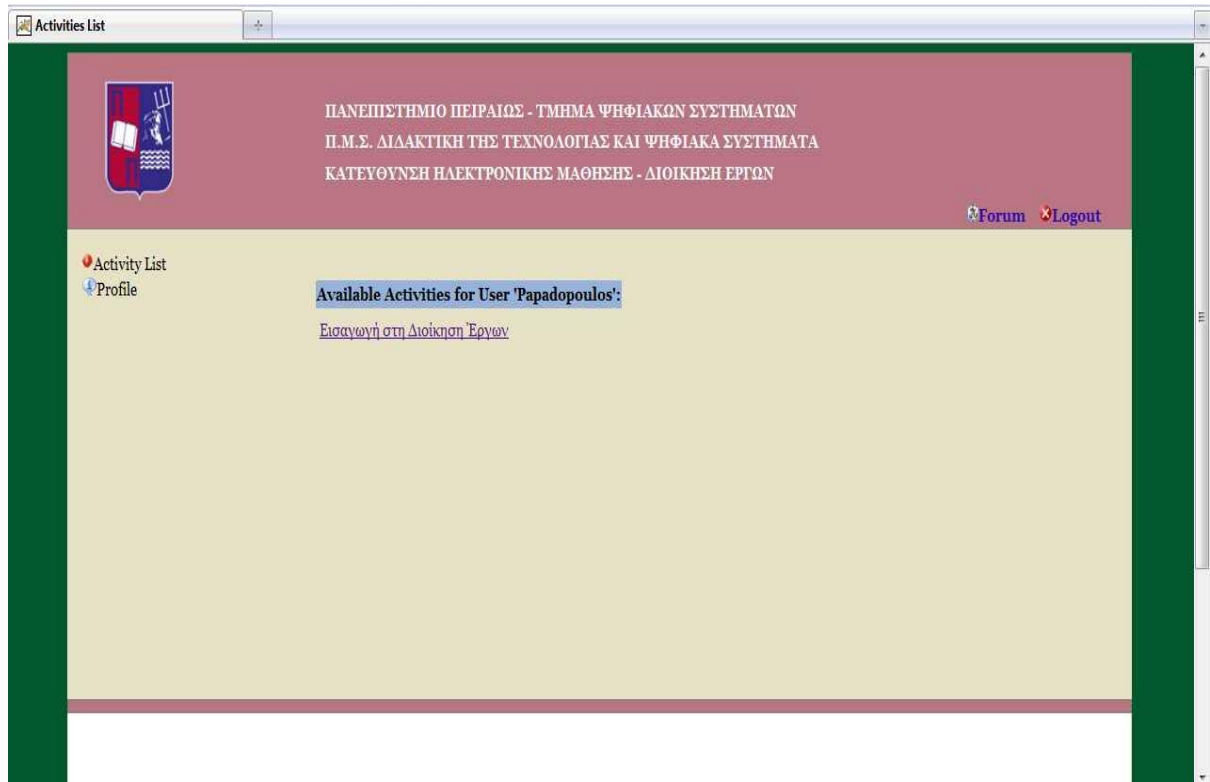 Activities List
ΠΑΝΕΠΙΣΤΗΜΙΟ ΠΕΙΡΑΙΩΣ - ΤΜΗΜΑ ΨΗΦΙΑΚΩΝ ΣΥΣΤΗΜΑΤΩΝ
Π.Μ.Σ. ΔΙΔΑΚΤΙΚΗ ΤΗΣ ΤΕΧΝΟΛΟΓΙΑΣ ΚΑΙ ΨΗΦΙΑΚΑ ΣΥΣΤΗΜΑΤΑ
ΚΑΤΕΥΘΥΝΣΗ ΗΛΕΚΤΡΟΝΙΚΗΣ ΜΑΘΗΣΗΣ - ΔΙΟΙΚΗΣΗ ΕΡΓΩΝ
Forum Logout
Activity List
Profile
Available Activities for User 'Papadopoulos':
Εισαγωγή στη Διοίκηση Έργων